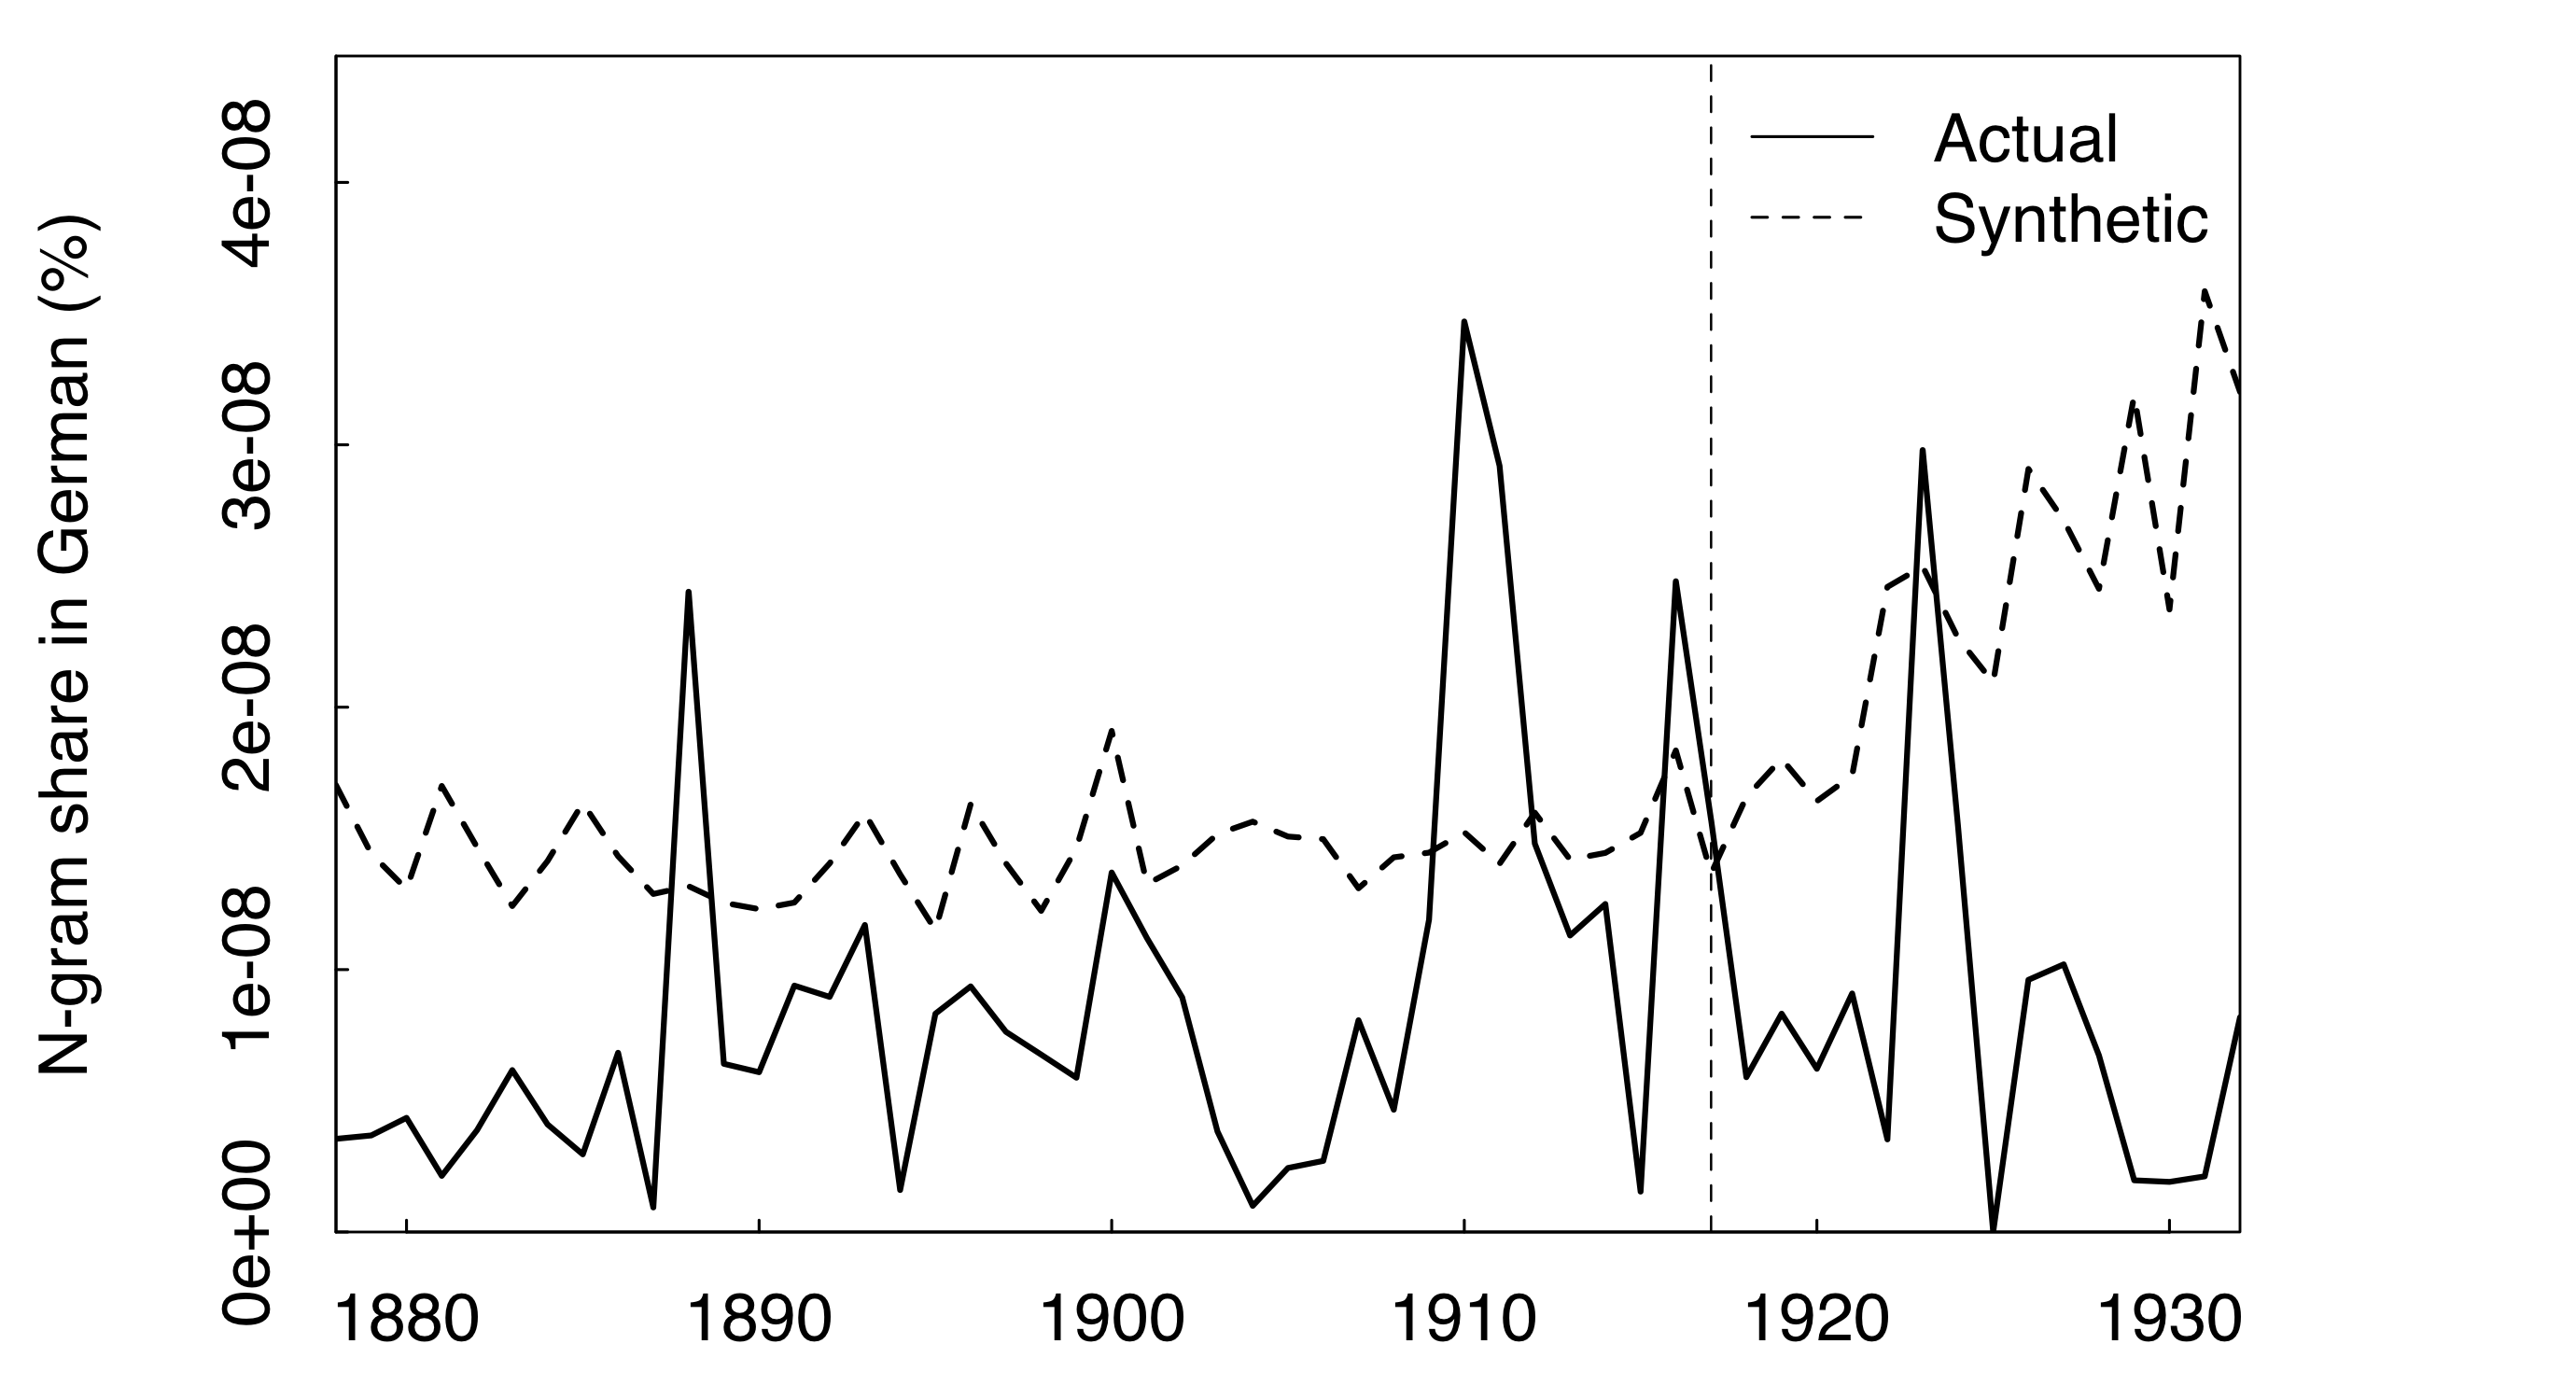 N-gram share in German (%)
4e-08
3e-08
2e-08
1e-08
0e+00
Actual
Synthetic
1880 1890 1900 1910 1920 1930